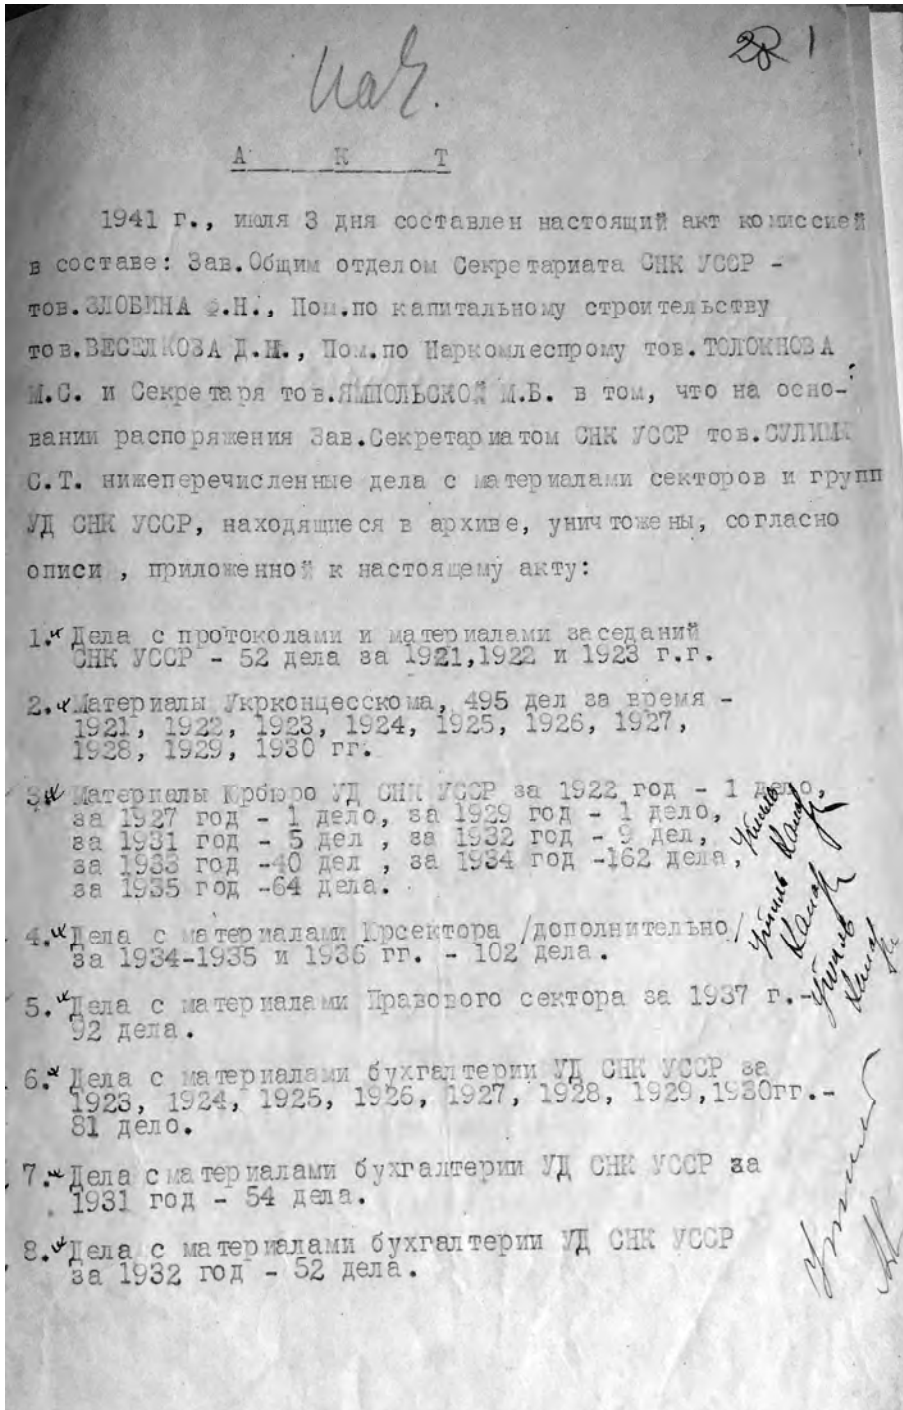 нач.
1
А К Т
1941 г., июля 3 дня составлен настоящий акт комиссией
в составе: Зав.Общим отделом Секретариата СНК УССР -
тов.ЗЛОБИНА .Н., Пом.по капитальному строительству
тов.ВЕСЕЛКОВА Д.Н., Пом.по Наркомлеспрому тов.ТОЛОКНОВА
М.С. и Секретаря тов.ЯМПОЛЬСКОЙ М.Б. в том, что на осно-
вании распоряжения Зав.Секретариатом СНК УССР тов.СУЛИМЫ
С.Т. нижеперечисленные дела с материалами секторов и групп
УД СНК УССР, находящиеся в архиве, уничтожены, согласно
описи , приложенной к настоящему акту:
1. Дела с протоколами и материалами заседаний
СНК УССР - 52 дела за 1921,1922 и 1923 г.г.
2. Материалы Укрконцесскома, 495 дел за время -
1921, 1922, 1923, 1924, 1925, 1926, 1927,
1928, 1929, 1930 гг.
3. Материалы Юрбюро УД СНК УССР за 1922 год - 1 дело,
за 1927 год - 1 дело, за 1929 год - 1 дело,
за 1931 год - 5 дел , за 1932 год - 9 дел,
за 1933 год -40 дел , за 1934 год -162 дела,
за 1935 год -64 дела.
4. Дела с материалами Юрсектора /дополнительно/
за 1934-1935 и 1936 гг. - 102 дела.
5. Дела с материалами Правового сектора за 1937 г.-
92 дела.
6. Дела с материалами бухгалтерии УД СНК УССР за
1923, 1924, 1925, 1926, 1927, 1928, 1929,1930гг.-
81 дело.
7. Дела с материалами бухгалтерии УД СНК УССР за
1931 год - 54 дела.
8. Дела с материалами бухгалтерии УД СНК УССР
за 1932 год - 52 дела.